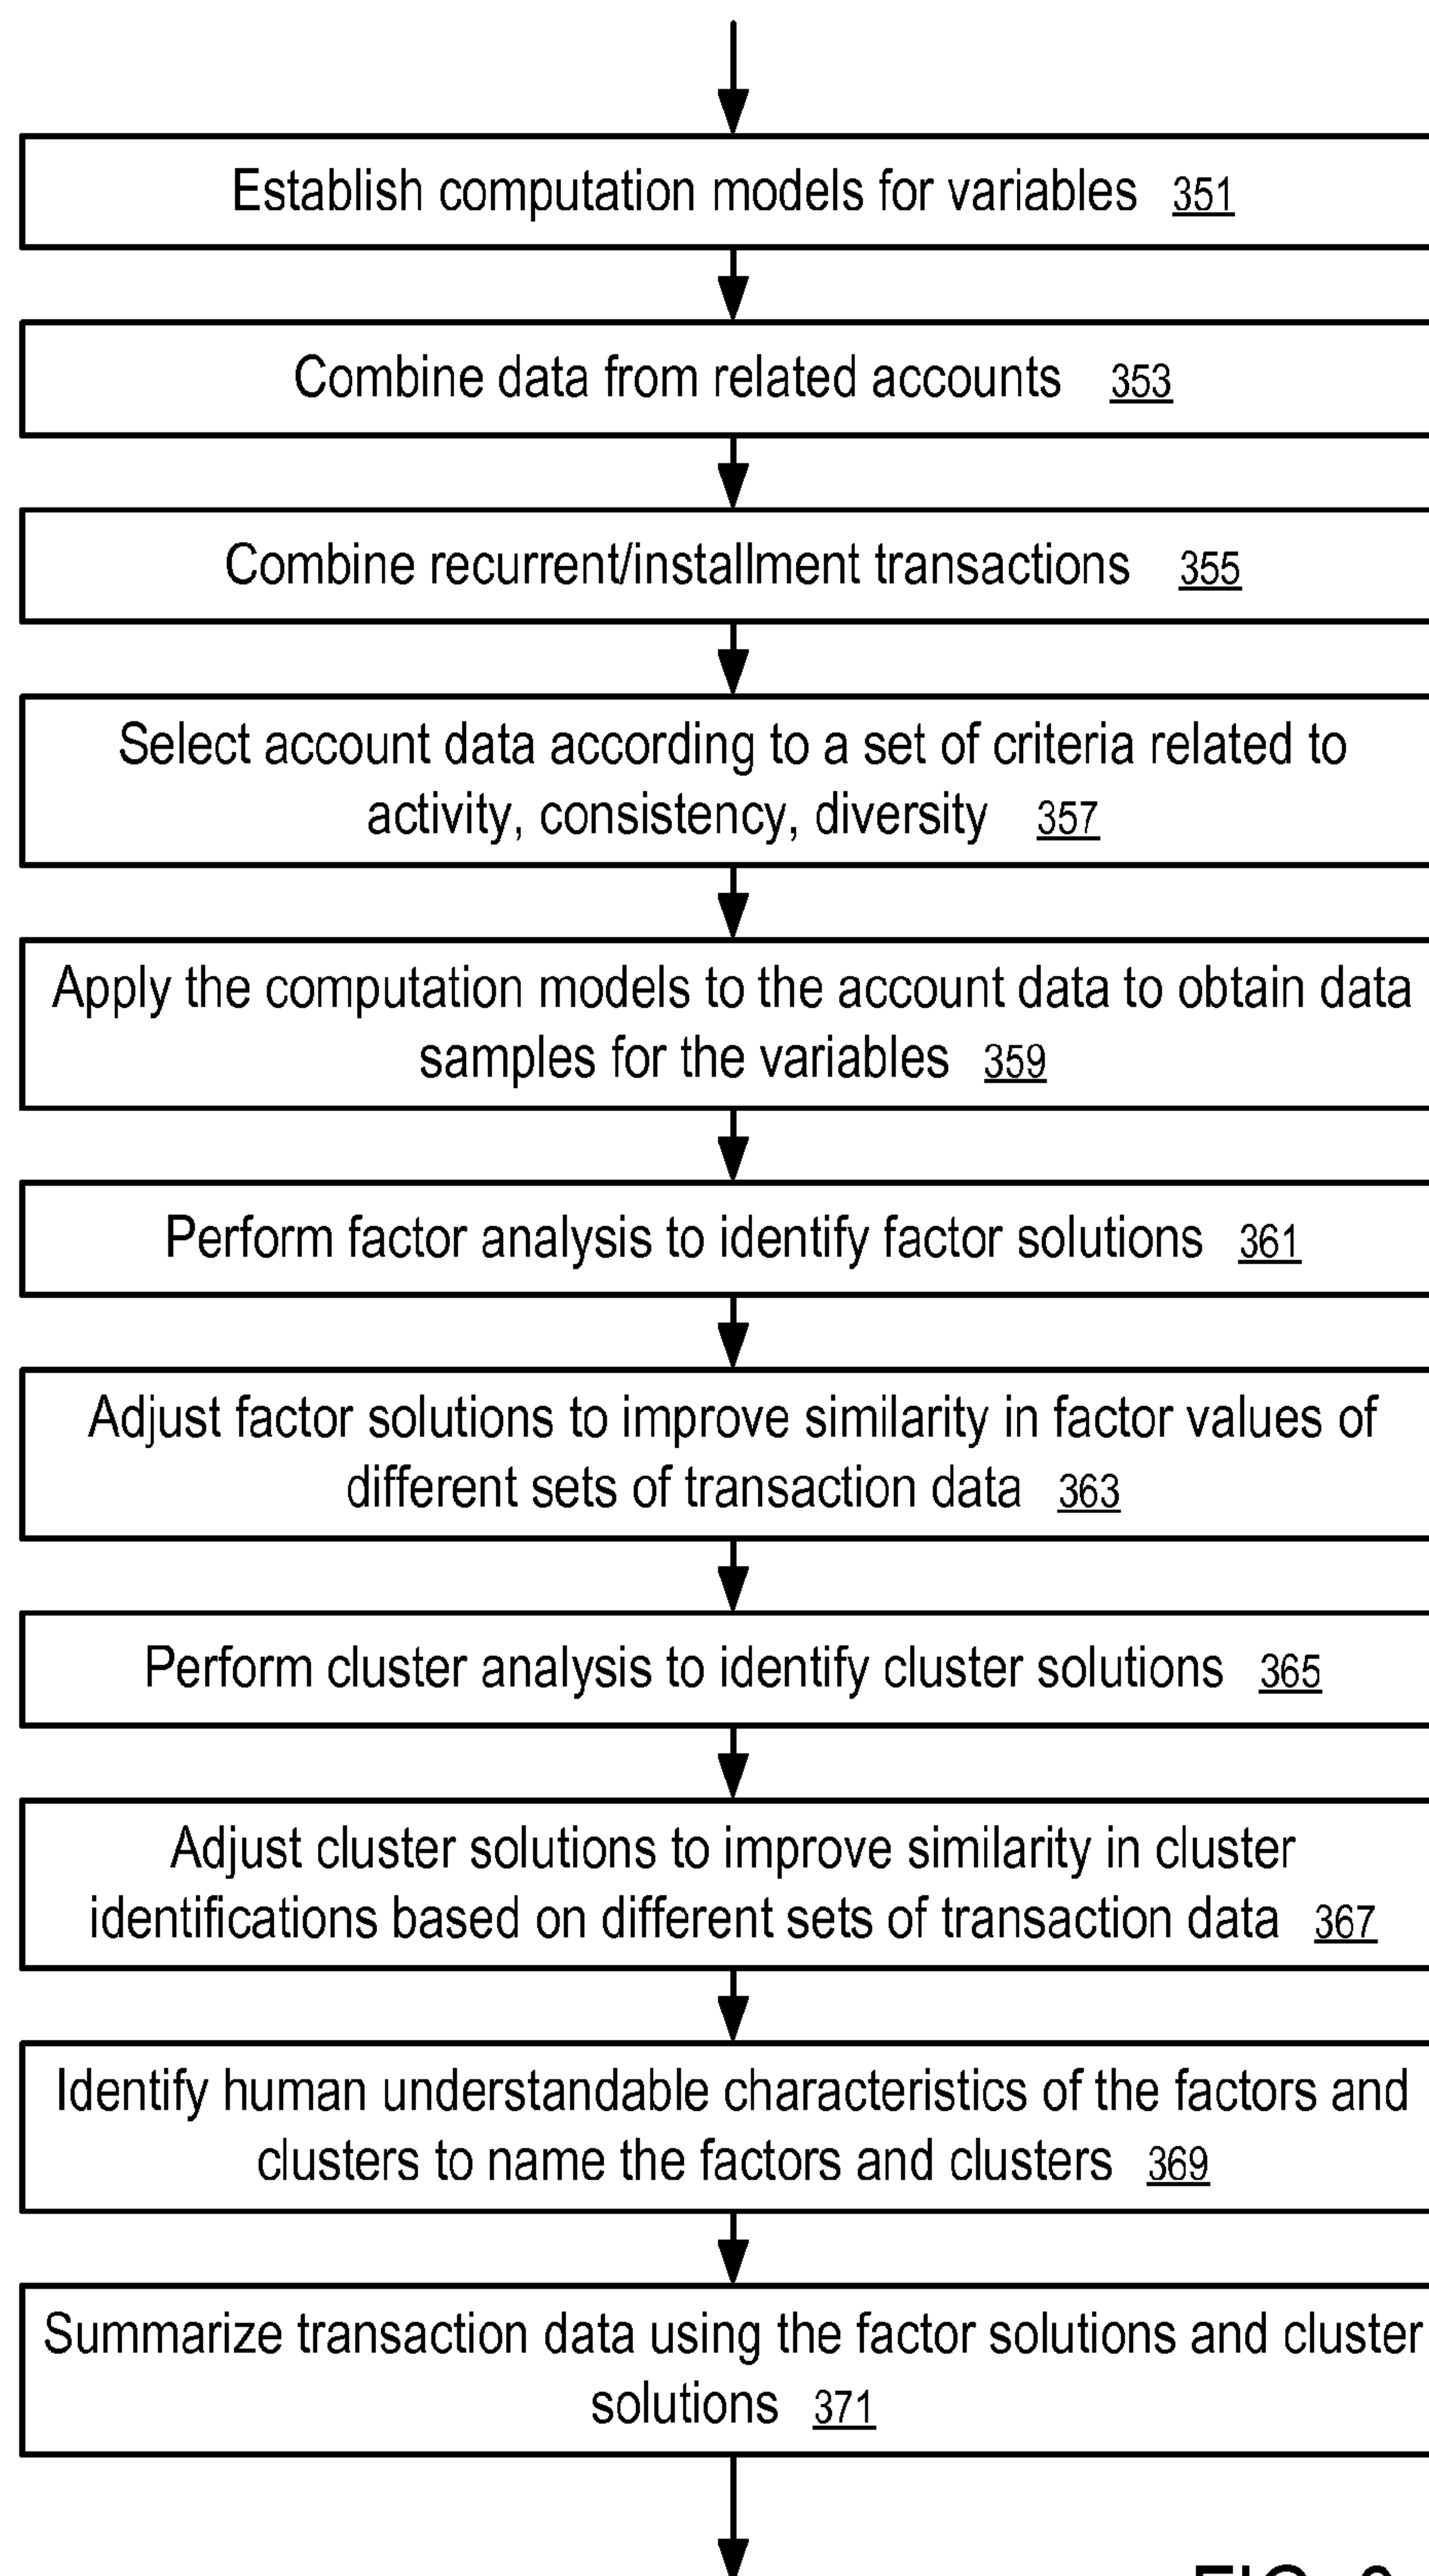 Establish computation models for variables 351
Combine data from related accounts 353
Combine recurrent/installment transactions 355
Select account data according to a set of criteria related to
activity, consistency, diversity 357
Apply the computation models to the account data to obtain data
samples for the variables 359
Perform factor analysis to identify factor solutions 361
Adjust factor solutions to improve similarity in factor values of
different sets of transaction data 363
Perform cluster analysis to identify cluster solutions 365
Adjust cluster solutions to improve similarity in cluster
identifications based on different sets of transaction data 367
Identify human understandable characteristics of the factors and
clusters to name the factors and clusters 369
Summarize transaction data using the factor solutions and cluster
solutions 371